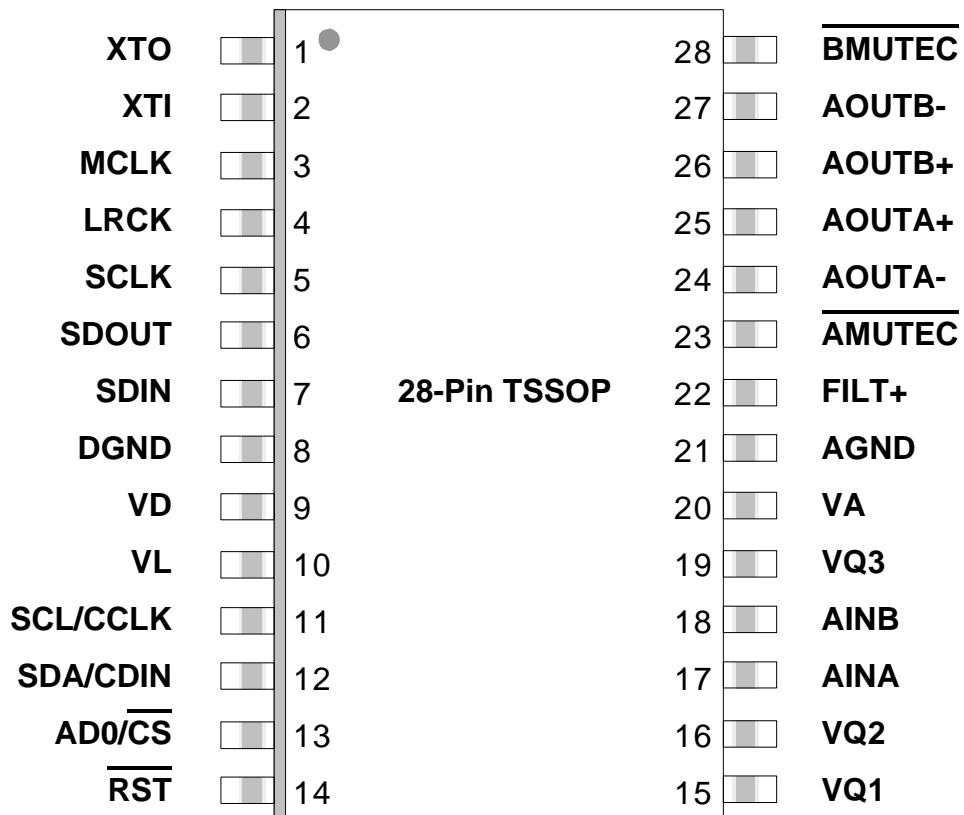 XTO 1 28 BMUTEC
XTI 2 27 AOUTB-
MCLK 3 26 AOUTB+
LRCK 4 25 AOUTA+
SCLK 5 24 AOUTA-
SDOUT 6 23 AMUTEC
SDIN 7 28-Pin TSSOP 22 FILT+
DGND 8 21 AGND
VD 9 20 VA
VL 10 19 VQ3
SCL/CCLK 11 18 AINB
SDA/CDIN 12 17 AINA
AD0/CS 13 16 VQ2
RST 14 15 VQ1